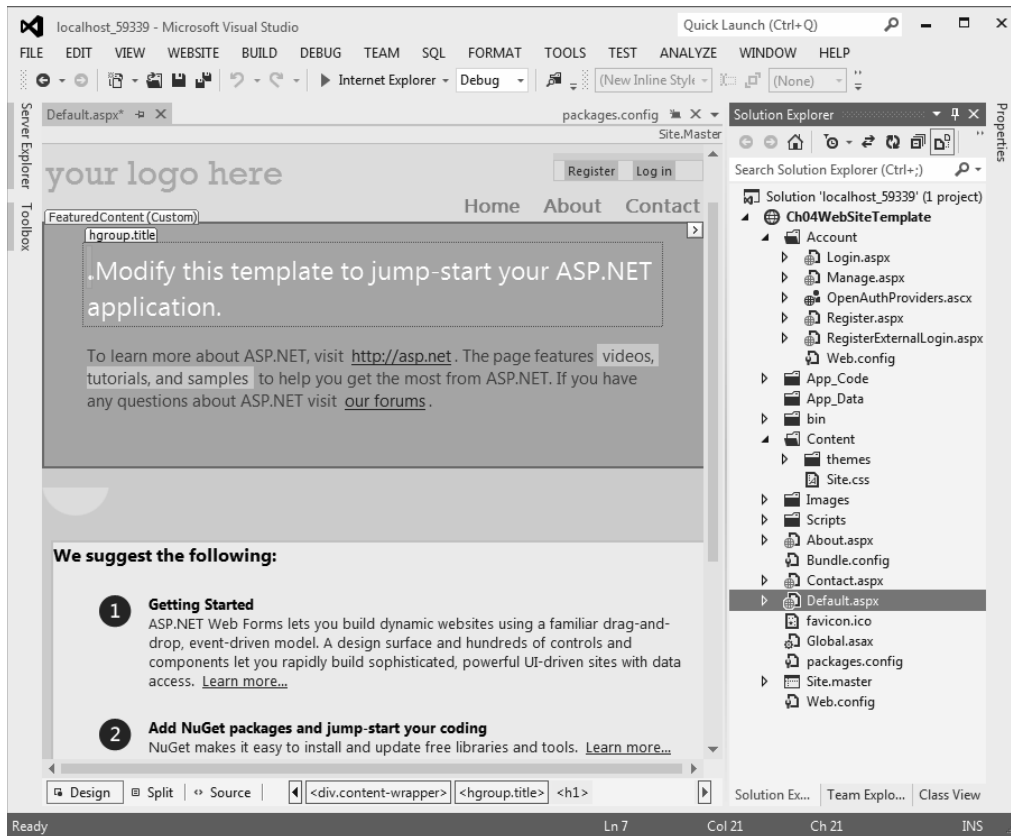 localhost_59339 - Microsoft Visual Studio
Quick Launch (Ctrl+Q)
FILE EDIT VIEW WEBSITE BUILD DEBUG TEAM SQL FORMAT TOOLS TEST ANALYZE WINDOW HELP
Internet Explorer Debug (New Inline Style (None)
Server Explorer
Toolbox
Default.aspx*
packages.config
Site.Master
your logo here
Register Log in
Home About Contact
FeaturedContent (Custom)
hgroup.title
.Modify this template to jump-start your ASP.NET
application.
To learn more about ASP.NET, visit http://asp.net. The page features videos,
tutorials, and samples to help you get the most from ASP.NET. If you have
any questions about ASP.NET visit our forums.
We suggest the following:
1
Getting Started
ASP.NET Web Forms lets you build dynamic websites using a familiar drag-and-
drop, event-driven model. A design surface and hundreds of controls and
components let you rapidly build sophisticated, powerful UI-driven sites with data
access. Learn more...
2
Add NuGet packages and jump-start your coding
NuGet makes it easy to install and update free libraries and tools. Learn more...
Design Split Source <div.content-wrapper> <hgroup.title> <h1>
Solution Explorer
Search Solution Explorer (Ctrl+;)
Solution 'localhost_59339' (1 project)
Ch04WebSiteTemplate
Account
Login.aspx
Manage.aspx
OpenAuthProviders.ascx
Register.aspx
RegisterExternalLogin.aspx
Web.config
App_Code
App_Data
bin
Content
themes
Site.css
Images
Scripts
About.aspx
Bundle.config
Contact.aspx
Default.aspx
favicon.ico
Global.asax
packages.config
Site.master
Web.config
Solution Ex... Team Explo... Class View
Properties
Ready Ln 7 Col 21 Ch 21 INS